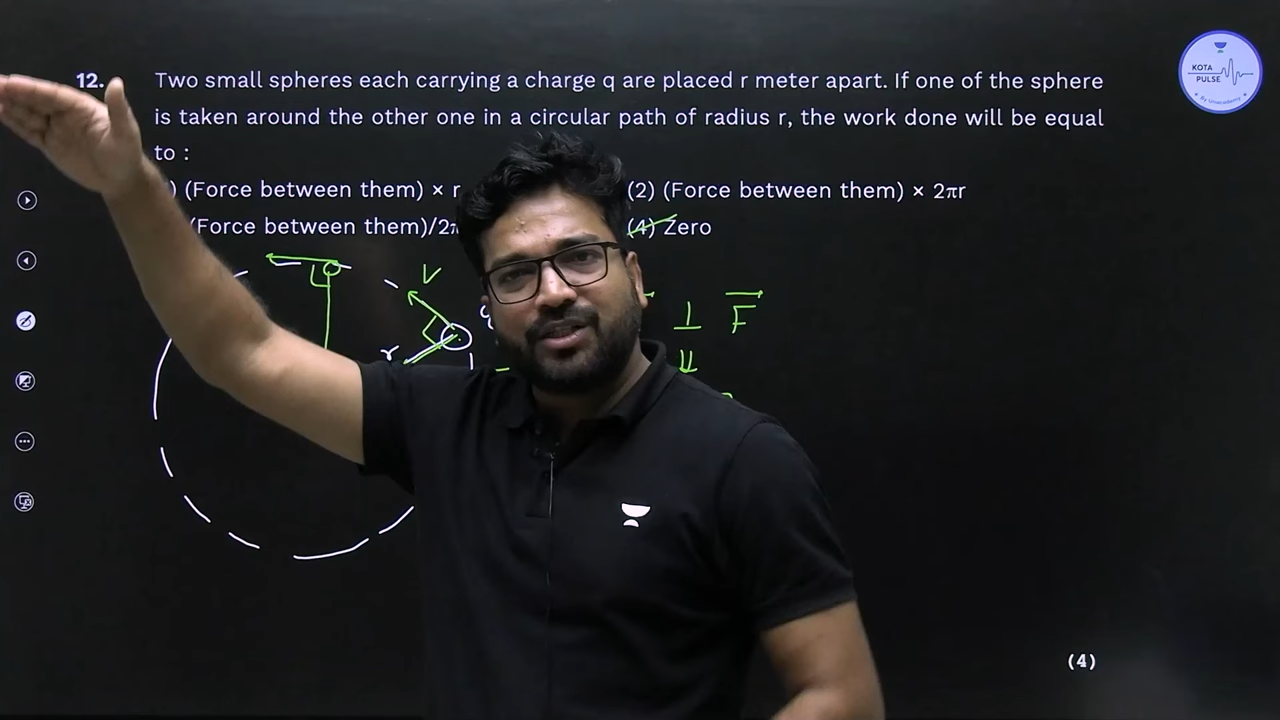 12. Two small spheres each carrying a charge q are placed r meter apart. If one of the sphere
is taken around the other one in a circular path of radius r, the work done will be equal
to :
) (Force between them) × r (2) (Force between them) × 2πr
(Force between them)/2π (4) Zero
V
r
⊥ F
⇓
KOTA
PULSE
By Unacademy
(4)